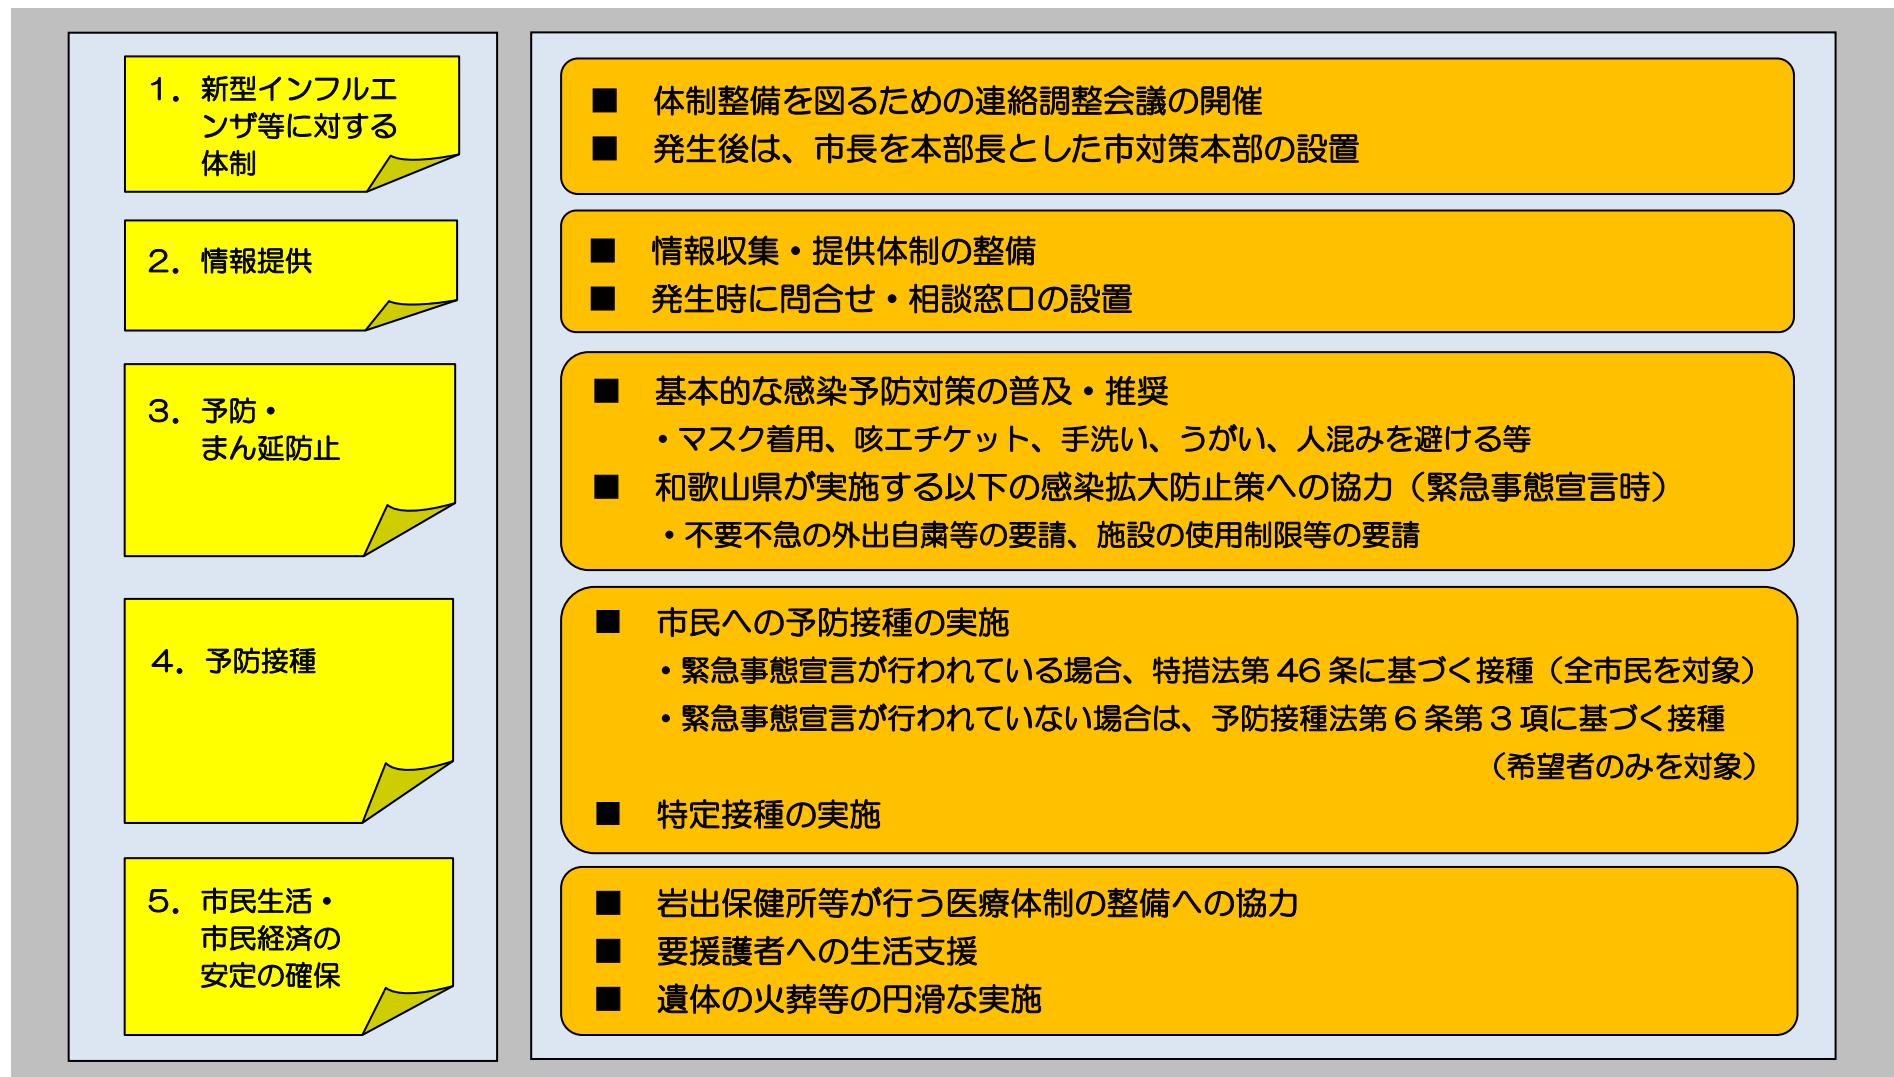 1．新型インフルエ
ンザ等に対する
体制
■ 体制整備を図るための連絡調整会議の開催
■ 発生後は、市長を本部長とした市対策本部の設置
2．情報提供
■ 情報収集・提供体制の整備
■ 発生時に問合せ・相談窓口の設置
3．予防・
まん延防止
■ 基本的な感染予防対策の普及・推奨
・マスク着用、咳エチケット、手洗い、うがい、人混みを避ける等
■ 和歌山県が実施する以下の感染拡大防止策への協力（緊急事態宣言時）
・不要不急の外出自粛等の要請、施設の使用制限等の要請
4．予防接種
■ 市民への予防接種の実施
・緊急事態宣言が行われている場合、特措法第 46 条に基づく接種（全市民を対象）
・緊急事態宣言が行われていない場合は、予防接種法第 6 条第 3 項に基づく接種
（希望者のみを対象）
■ 特定接種の実施
5．市民生活・
市民経済の
安定の確保
■ 岩出保健所等が行う医療体制の整備への協力
■ 要援護者への生活支援
■ 遺体の火葬等の円滑な実施